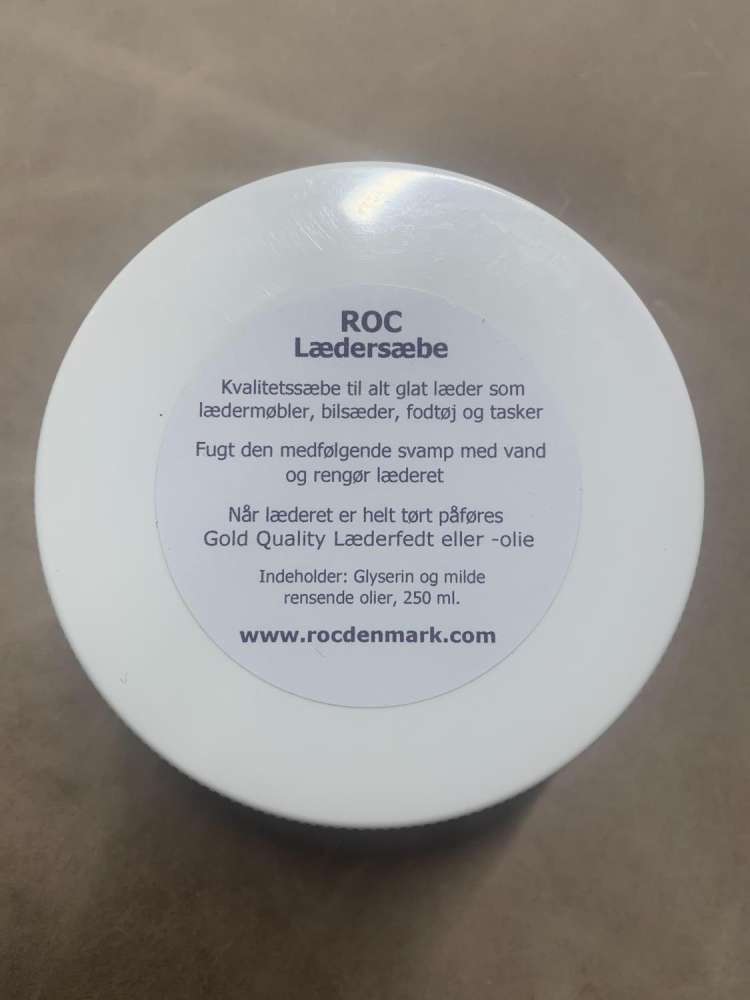 ROC
Lædersæbe
Kvalitetssæbe til alt glat læder som
lædermøbler, bilsæder, fodtøj og tasker
Fugt den medfølgende svamp med vand
og rengør læderet
Når læderet er helt tørt påføres
Gold Quality Læderfedt eller -olie
Indeholder: Glyserin og milde
rensende olier, 250 ml.
www.rocdenmark.com